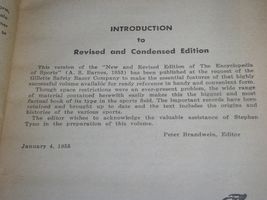 INTRODUCTION
to
Revised and Condensed Edition
This version of the "New and Revised Edition of The Encyclopedia
of Sports" (A. S. Barnes, 1953) has been published at the request of the
Gillette Safety Razor Company to make the essential features of that highly
successful volume available for ready reference in handy and convenient form.
Though space restrictions were an ever-present problem, the wide range
of material contained herewith easily makes this the biggest and most
factual book of its type in the sports field. The important records have been
retained and brought up to date and the text includes the origins and
histories of the various sports.
The editor wishes to acknowledge the valuable assistance of Stephan
Tyno in the preparation of this volume.
Peter Brandwein, Editor
January 4, 1955